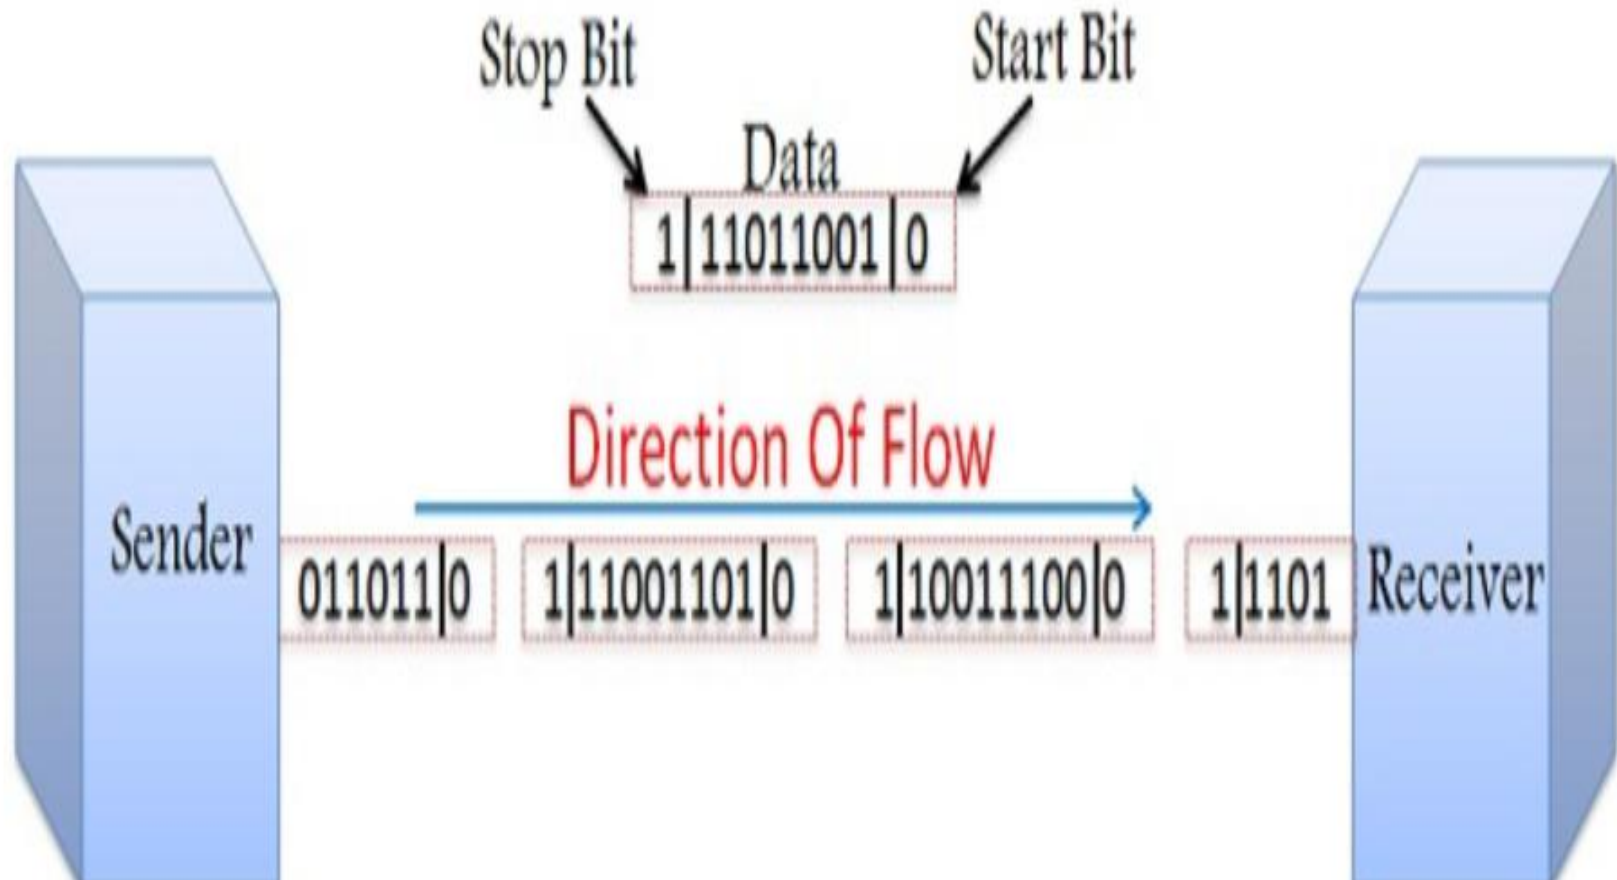 Stop Bit
Start Bit
Data
1|11011001|0
Direction Of Flow
Sender
011011|0
1|11001101|0
1|10011100|0
1|1101
Receiver